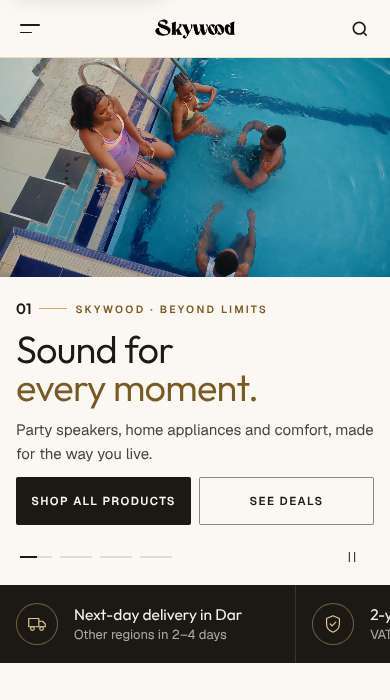 Skywood
01 SKYWOOD · BEYOND LIMITS
Sound for
every moment.
Party speakers, home appliances and comfort, made
for the way you live.
SHOP ALL PRODUCTS SEE DEALS
Next-day delivery in Dar 2-y
Other regions in 2–4 days VAT